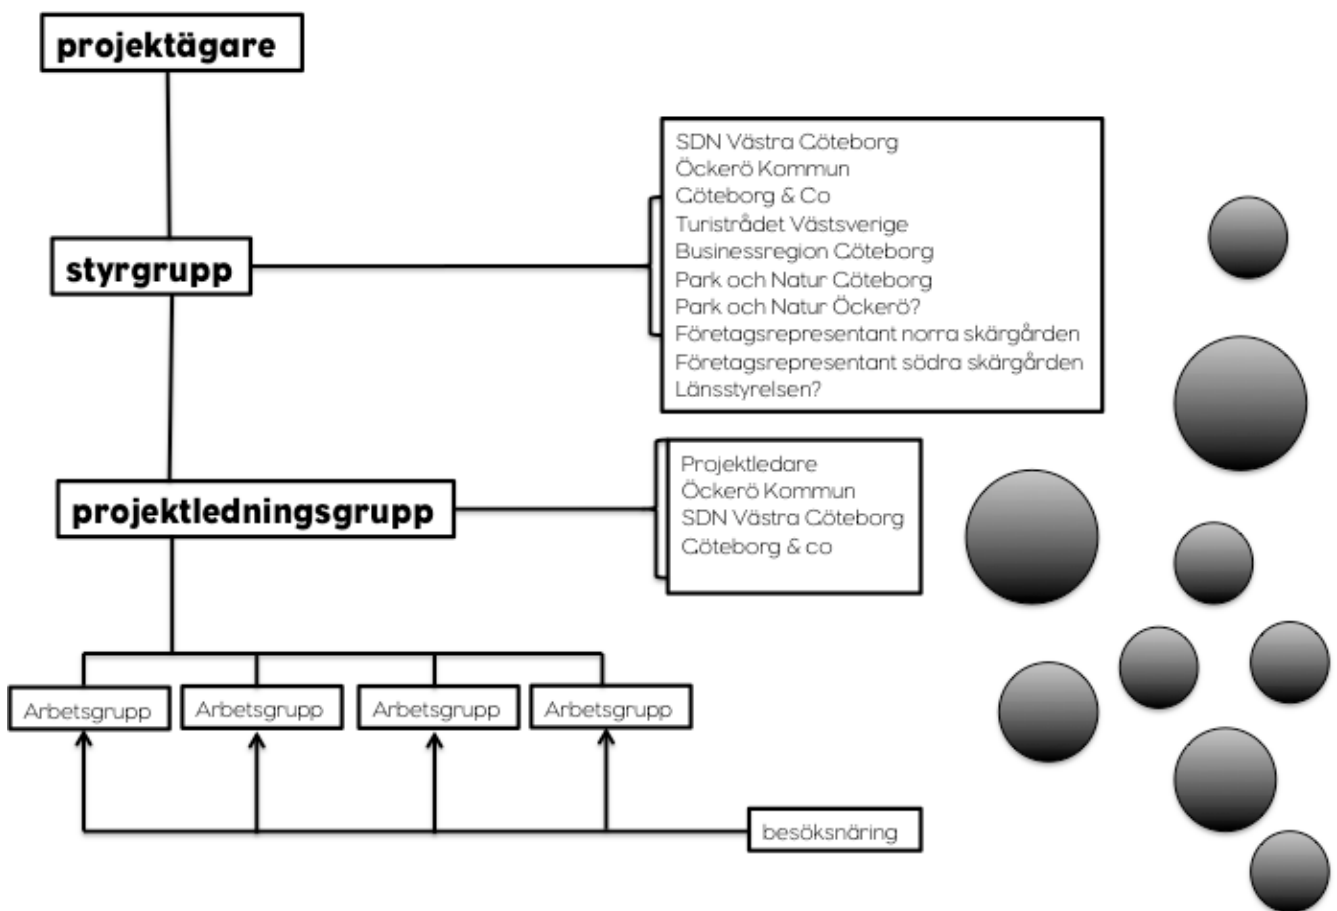 projektägare
SDN Västra Göteborg
Öckerö Kommun
Göteborg & Co
Turistrådet Västsverige
Businessregion Göteborg
Park och Natur Göteborg
Park och Natur Öckerö?
Företagsrepresentant norra skärgården
Företagsrepresentant södra skärgården
Länsstyrelsen?
styrgrupp
Projektledare
Öckerö Kommun
SDN Västra Göteborg
Göteborg & co
projektledningsgrupp
Arbetsgrupp
Arbetsgrupp
Arbetsgrupp
Arbetsgrupp
besöksnäring